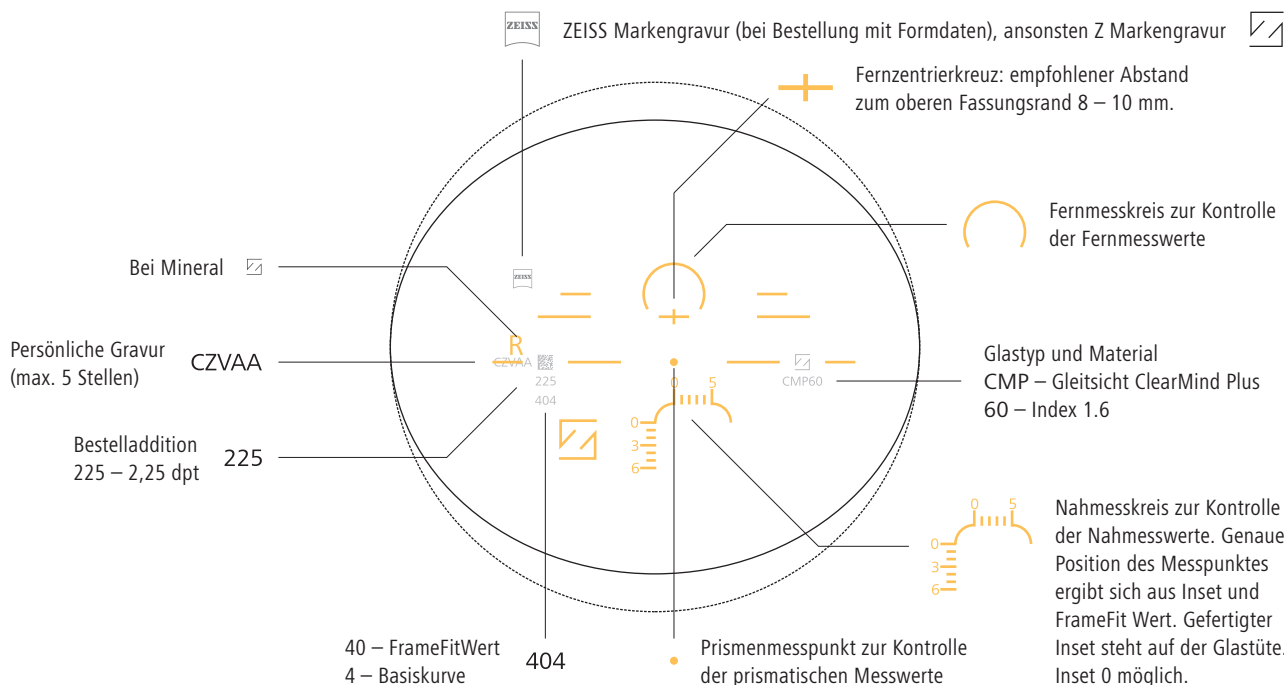 ZEISS
ZEISS Markengravur (bei Bestellung mit Formdaten), ansonsten Z Markengravur
Fernzentrierkreuz: empfohlener Abstand
zum oberen Fassungsrand 8 – 10 mm.
Fernmesskreis zur Kontrolle
der Fernmesswerte
Bei Mineral
ZEISS
R
Persönliche Gravur
(max. 5 Stellen)
CZVAA
CZVAA
225
404
0 5
CMP60
Glastyp und Material
CMP – Gleitsicht ClearMind Plus
60 – Index 1.6
0
3
6
Bestelladdition
225 – 2,25 dpt
225
0 5
0
3
6
Nahmesskreis zur Kontrolle
der Nahmesswerte. Genaue
Position des Messpunktes
ergibt sich aus Inset und
FrameFit Wert. Gefertigter
Inset steht auf der Glastüte.
Inset 0 möglich.
40 – FrameFitWert
4 – Basiskurve
404
Prismenmesspunkt zur Kontrolle
der prismatischen Messwerte